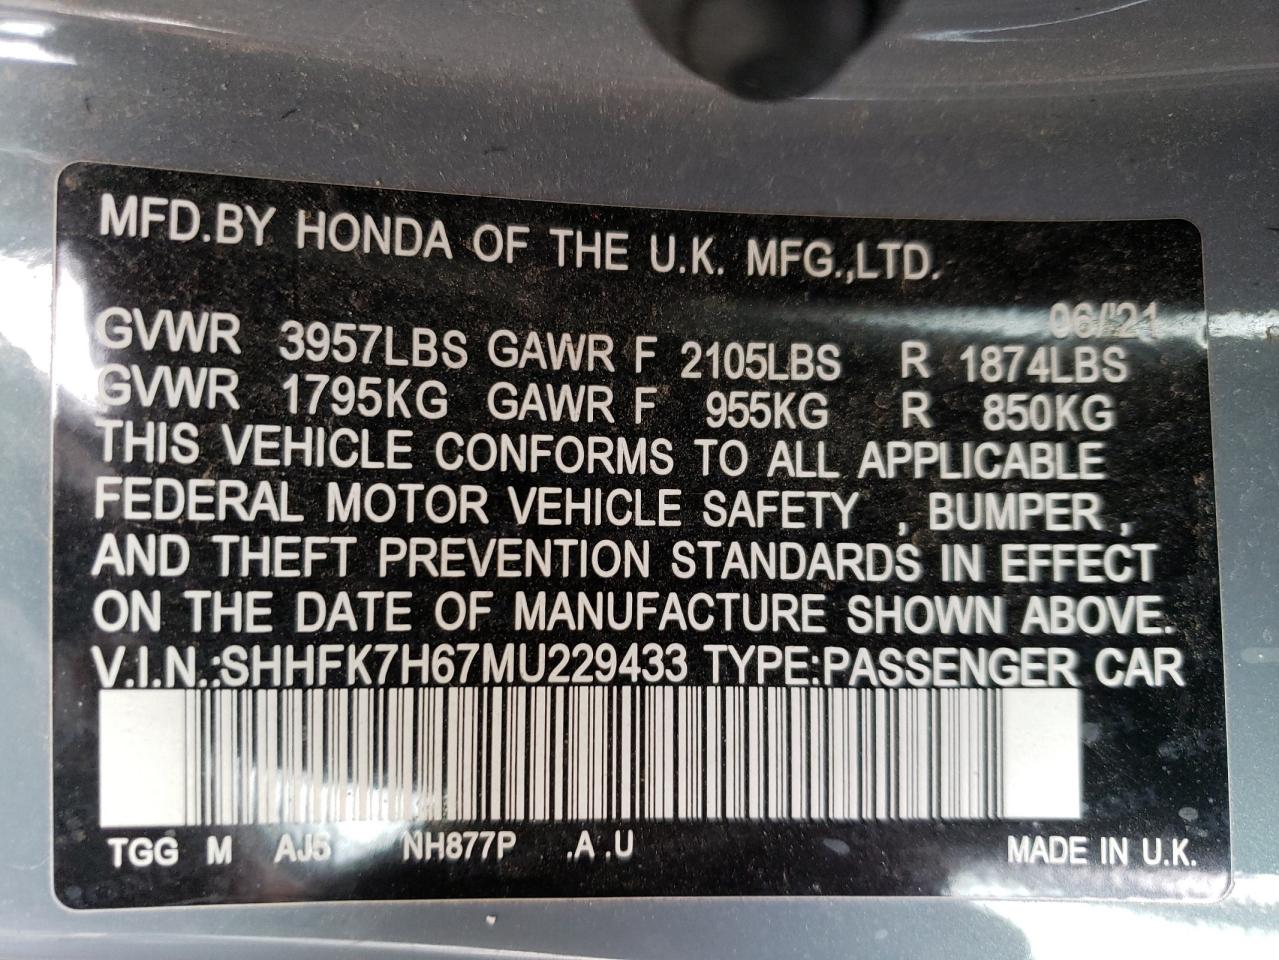 MFD.BY HONDA OF THE U.K. MFG.,LTD.
06/'21
GVWR 3957LBS GAWR F 2105LBS R 1874LBS
GVWR 1795KG GAWR F 955KG R 850KG
THIS VEHICLE CONFORMS TO ALL APPLICABLE
FEDERAL MOTOR VEHICLE SAFETY , BUMPER ,
AND THEFT PREVENTION STANDARDS IN EFFECT
ON THE DATE OF MANUFACTURE SHOWN ABOVE.
V.I.N.:SHHFK7H67MU229433 TYPE:PASSENGER CAR
TGG M AJ5 NH877P .A .U MADE IN U.K.